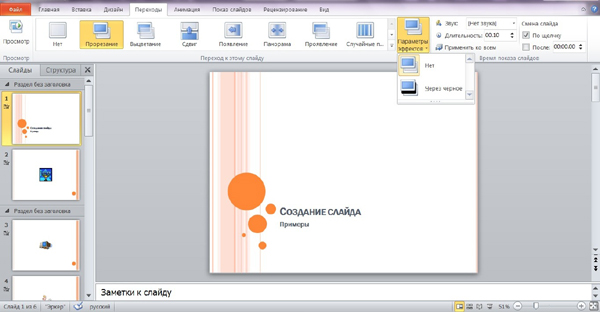 Файл Главная Вставка Дизайн Переходы Анимация Показ слайдов Рецензирование Вид
Просмотр
Нет Прорезание Выцветание Сдвиг Появление Панорама Проявление Случайные п...
Параметры эффектов
Звук: [Нет звука]
Длительность: 00.10
Применить ко всем
Смена слайда
По щелчку
После: 00:00.00
Просмотр Переход к этому слайду Время показа слайдов
Нет
Через черное
Слайды Структура
Раздел без заголовка
1
Создание слайда
2
Раздел без заголовка
3
4
СОЗДАНИЕ СЛАЙДА
Примеры
Заметки к слайду
Слайд 1 из 6 "Эркер" русский 51%